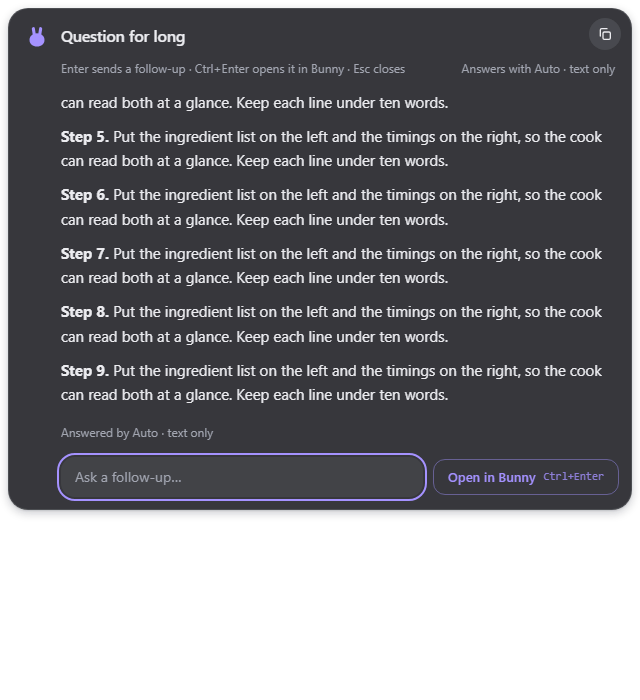 Question for long
Enter sends a follow-up · Ctrl+Enter opens it in Bunny · Esc closes
Answers with Auto · text only
can read both at a glance. Keep each line under ten words.
Step 5. Put the ingredient list on the left and the timings on the right, so the cook
can read both at a glance. Keep each line under ten words.
Step 6. Put the ingredient list on the left and the timings on the right, so the cook
can read both at a glance. Keep each line under ten words.
Step 7. Put the ingredient list on the left and the timings on the right, so the cook
can read both at a glance. Keep each line under ten words.
Step 8. Put the ingredient list on the left and the timings on the right, so the cook
can read both at a glance. Keep each line under ten words.
Step 9. Put the ingredient list on the left and the timings on the right, so the cook
can read both at a glance. Keep each line under ten words.
Answered by Auto · text only
Ask a follow-up...
Open in Bunny Ctrl+Enter